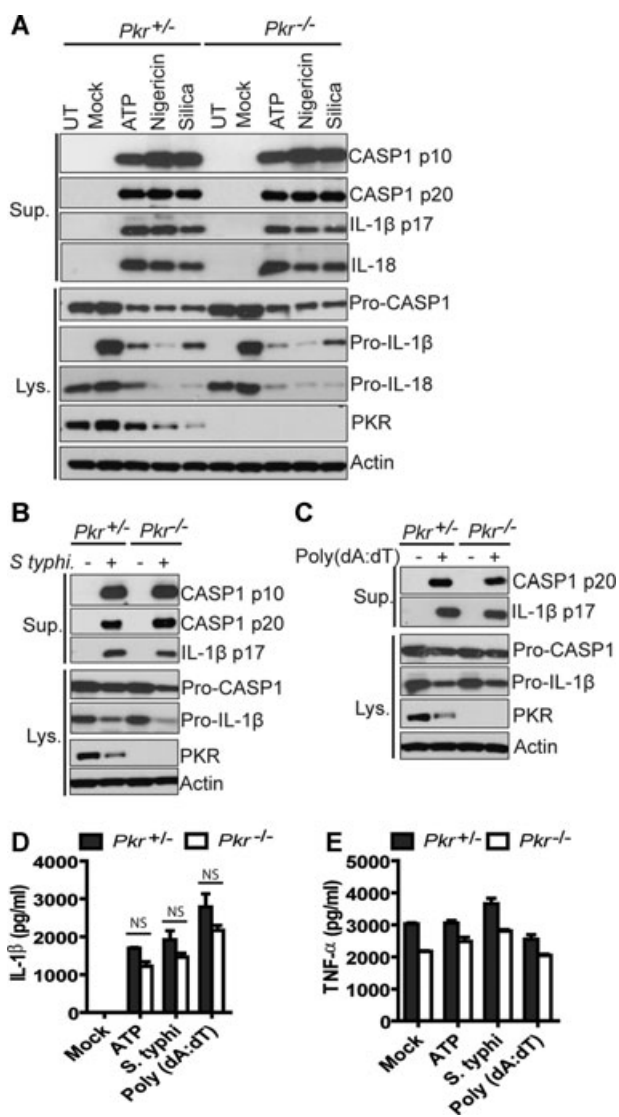 A
Pkr+/- Pkr-/-
UT Mock ATP Nigericin Silica UT Mock ATP Nigericin Silica
Sup.
CASP1 p10
CASP1 p20
IL-1β p17
IL-18
Lys.
Pro-CASP1
Pro-IL-1β
Pro-IL-18
PKR
Actin
B
Pkr+/- Pkr-/-
S typhi. - + - +
Sup.
CASP1 p10
CASP1 p20
IL-1β p17
Lys.
Pro-CASP1
Pro-IL-1β
PKR
Actin
C
Pkr+/- Pkr-/-
Poly(dA:dT) - + - +
Sup.
CASP1 p20
IL-1β p17
Lys.
Pro-CASP1
Pro-IL-1β
PKR
Actin
D
Pkr+/- Pkr-/-
IL-1β (pg/ml)
4000
3000
2000
1000
0
NS NS NS
Mock ATP S. typhi Poly (dA:dT)
E
Pkr+/- Pkr-/-
TNF-α (pg/ml)
5000
4000
3000
2000
1000
0
Mock ATP S. typhi Poly (dA:dT)